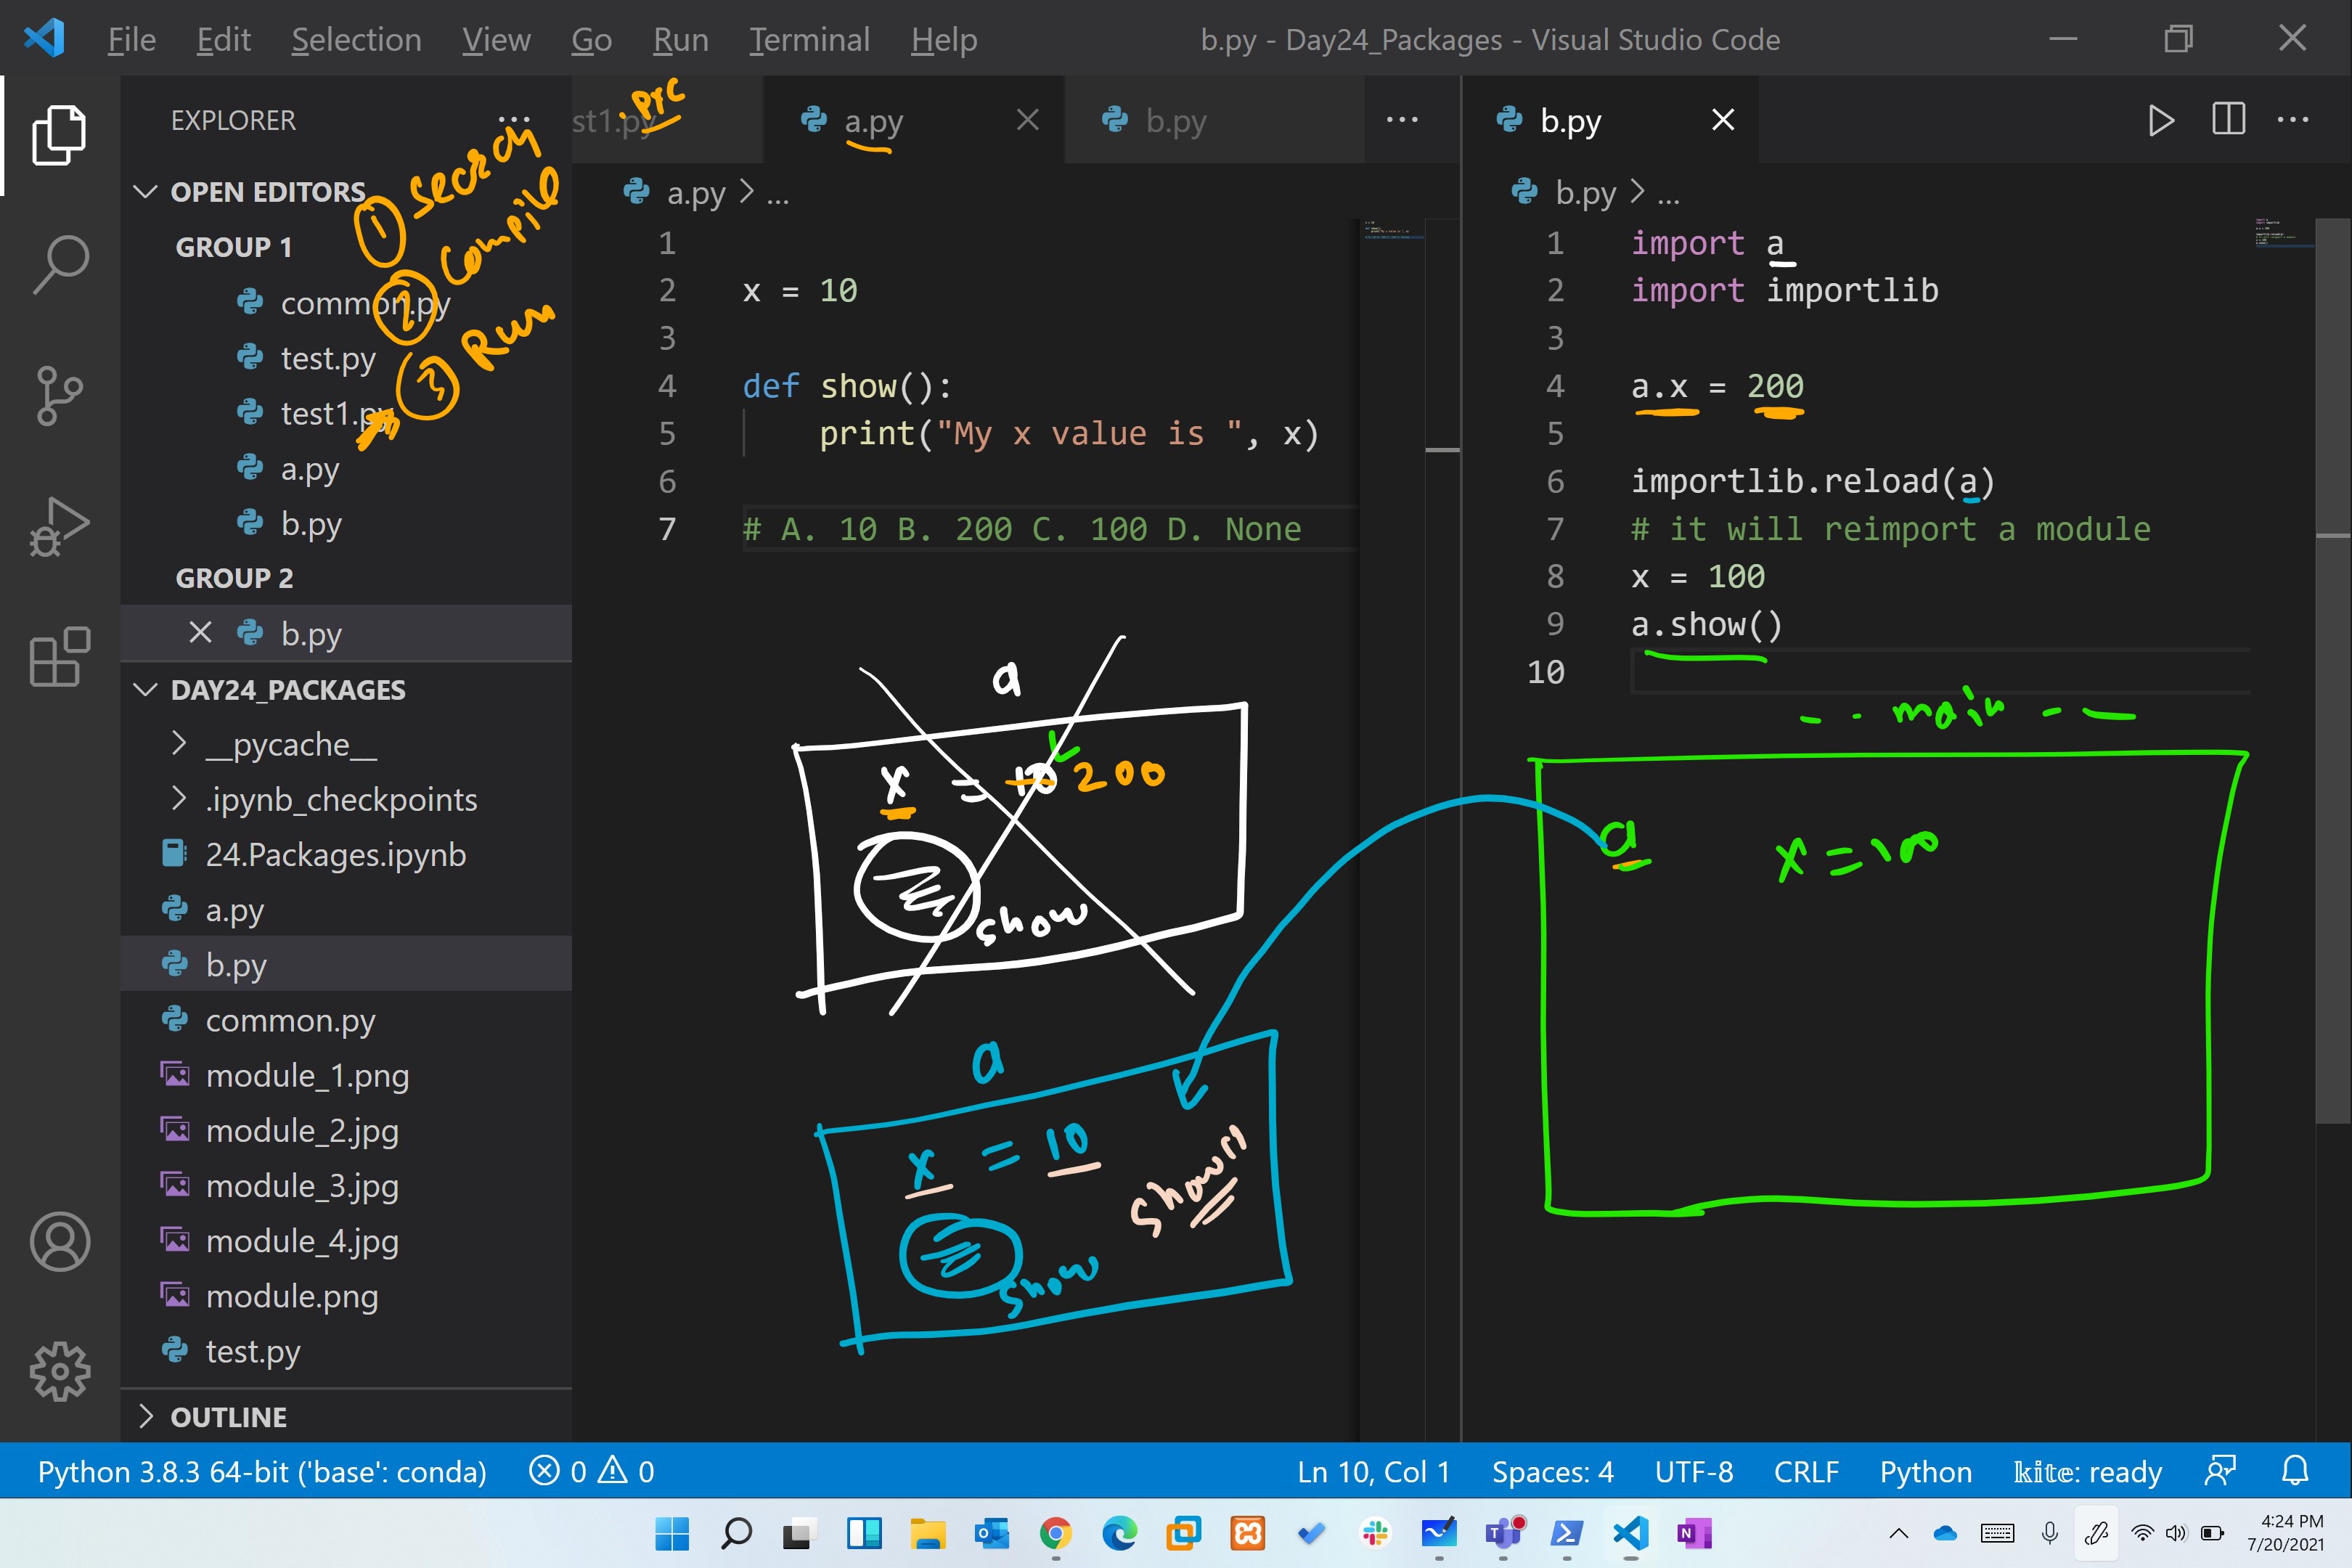 File Edit Selection View Go Run Terminal Help
b.py - Day24_Packages - Visual Studio Code
EXPLORER
OPEN EDITORS
GROUP 1
common.py
test.py
test1.py
a.py
b.py
GROUP 2
b.py
DAY24_PACKAGES
__pycache__
.ipynb_checkpoints
24.Packages.ipynb
a.py
b.py
common.py
module_1.png
module_2.jpg
module_3.jpg
module_4.jpg
module.png
test.py
OUTLINE
1 Search
2 Compile
3 Run
st1.py
a.py
b.py
a.py > ...
1
2 x = 10
3
4 def show():
5 print("My x value is ", x)
6
7 # A. 10 B. 200 C. 100 D. None
a
x = 10 200
show
a
x = 10
show()
show
b.py
b.py > ...
1 import a
2 import importlib
3
4 a.x = 200
5
6 importlib.reload(a)
7 # it will reimport a module
8 x = 100
9 a.show()
10
-- main --
a x = 100
Python 3.8.3 64-bit ('base': conda) 0 0
Ln 10, Col 1 Spaces: 4 UTF-8 CRLF Python kite: ready
4:24 PM
7/20/2021